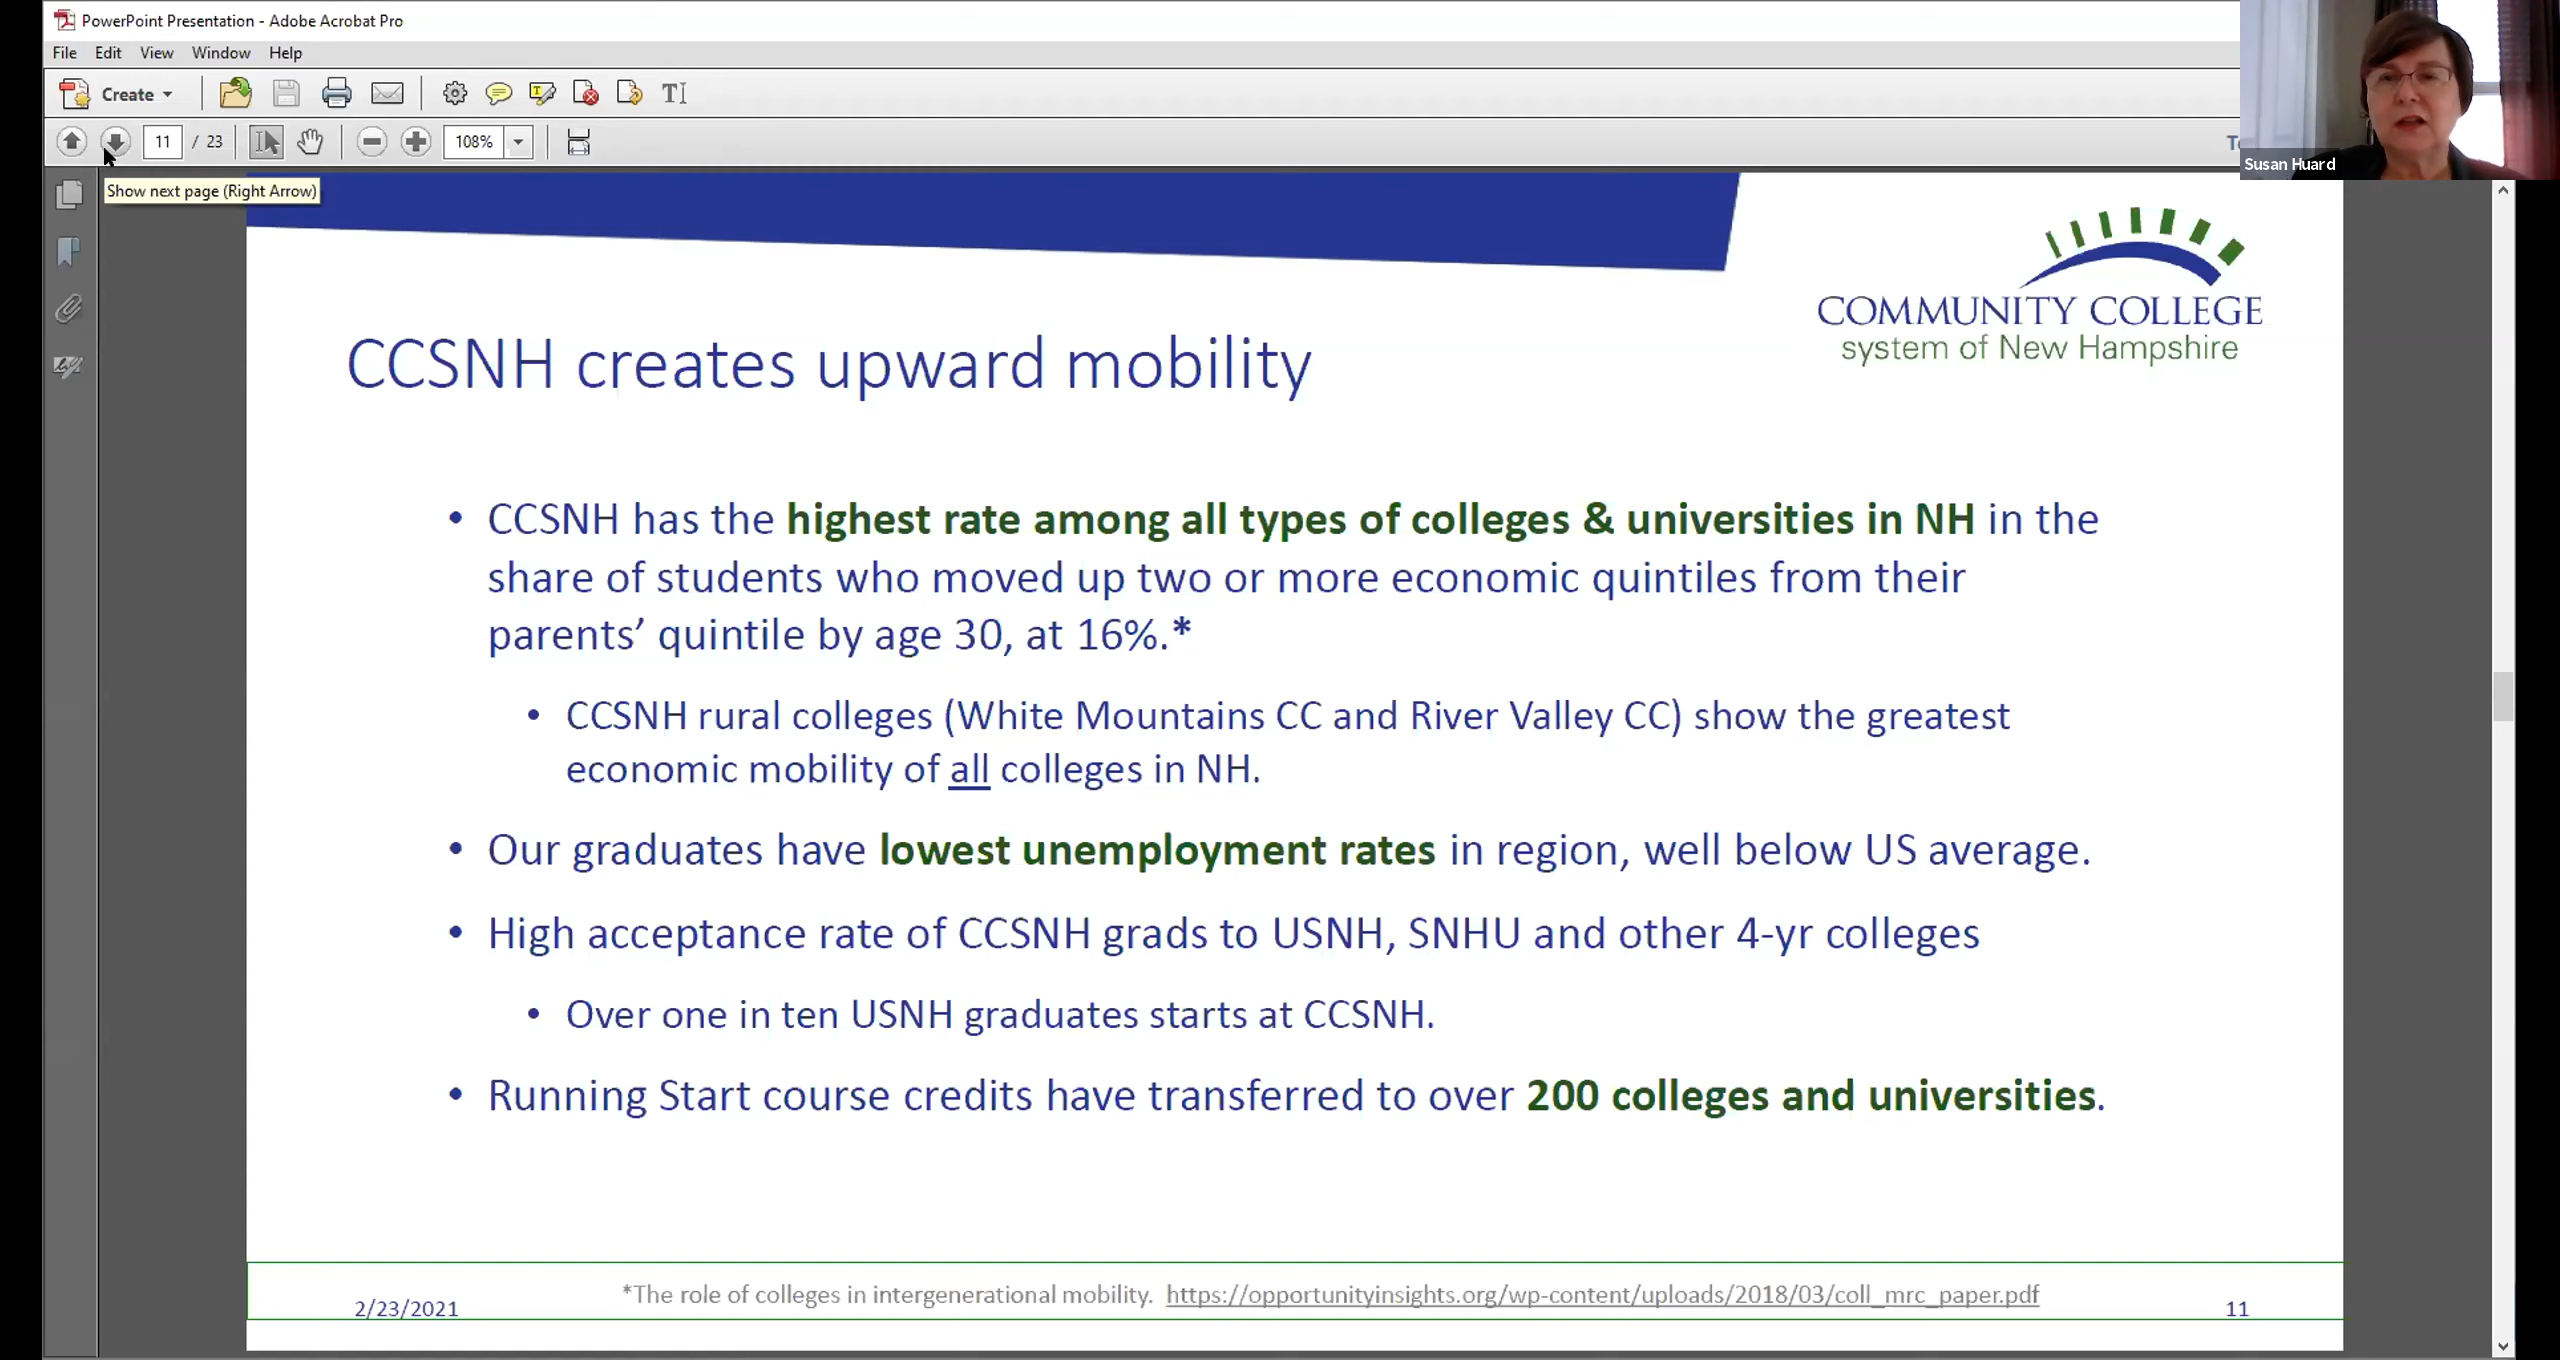 PowerPoint Presentation - Adobe Acrobat Pro
File Edit View Window Help
Create
11 / 23 108%
Show next page (Right Arrow)
Susan Huard
COMMUNITY COLLEGE
system of New Hampshire
CCSNH creates upward mobility
• CCSNH has the highest rate among all types of colleges & universities in NH in the
share of students who moved up two or more economic quintiles from their
parents’ quintile by age 30, at 16%.*
• CCSNH rural colleges (White Mountains CC and River Valley CC) show the greatest
economic mobility of all colleges in NH.
• Our graduates have lowest unemployment rates in region, well below US average.
• High acceptance rate of CCSNH grads to USNH, SNHU and other 4-yr colleges
• Over one in ten USNH graduates starts at CCSNH.
• Running Start course credits have transferred to over 200 colleges and universities.
*The role of colleges in intergenerational mobility. https://opportunityinsights.org/wp-content/uploads/2018/03/coll_mrc_paper.pdf
2/23/2021
11